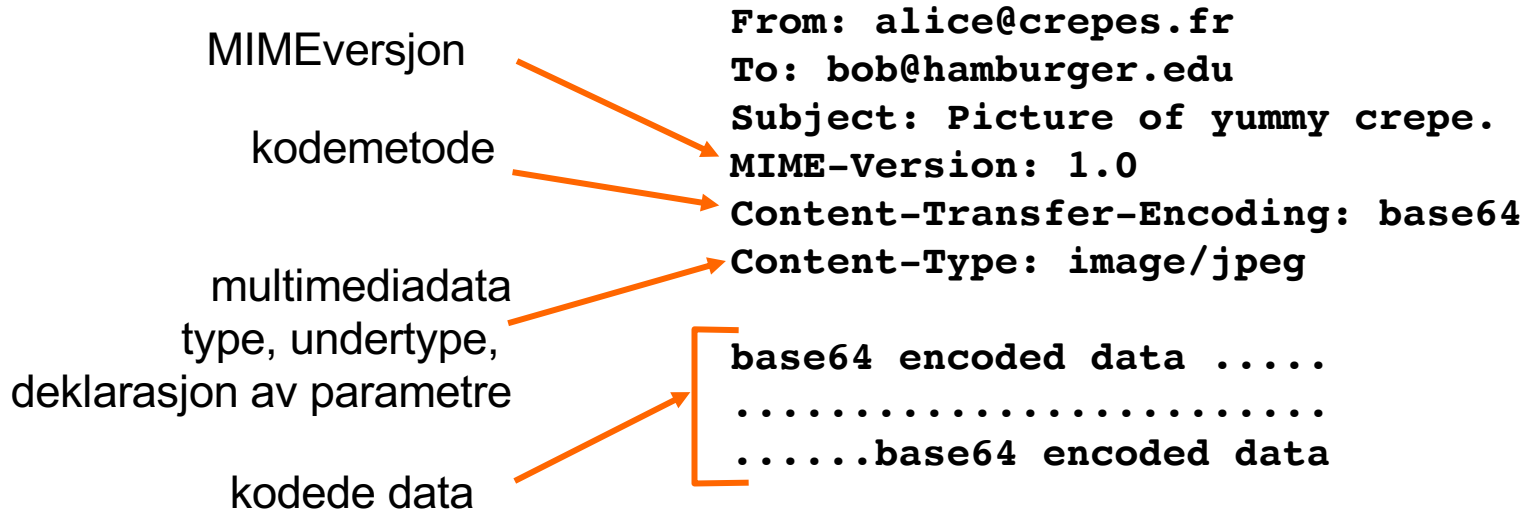 MIMEversjon
kodemetode
multimediadata
type, undertype,
deklarasjon av parametre
kodede data
From: alice@crepes.fr
To: bob@hamburger.edu
Subject: Picture of yummy crepe.
MIME-Version: 1.0
Content-Transfer-Encoding: base64
Content-Type: image/jpeg
base64 encoded data .....
.........................
......base64 encoded data